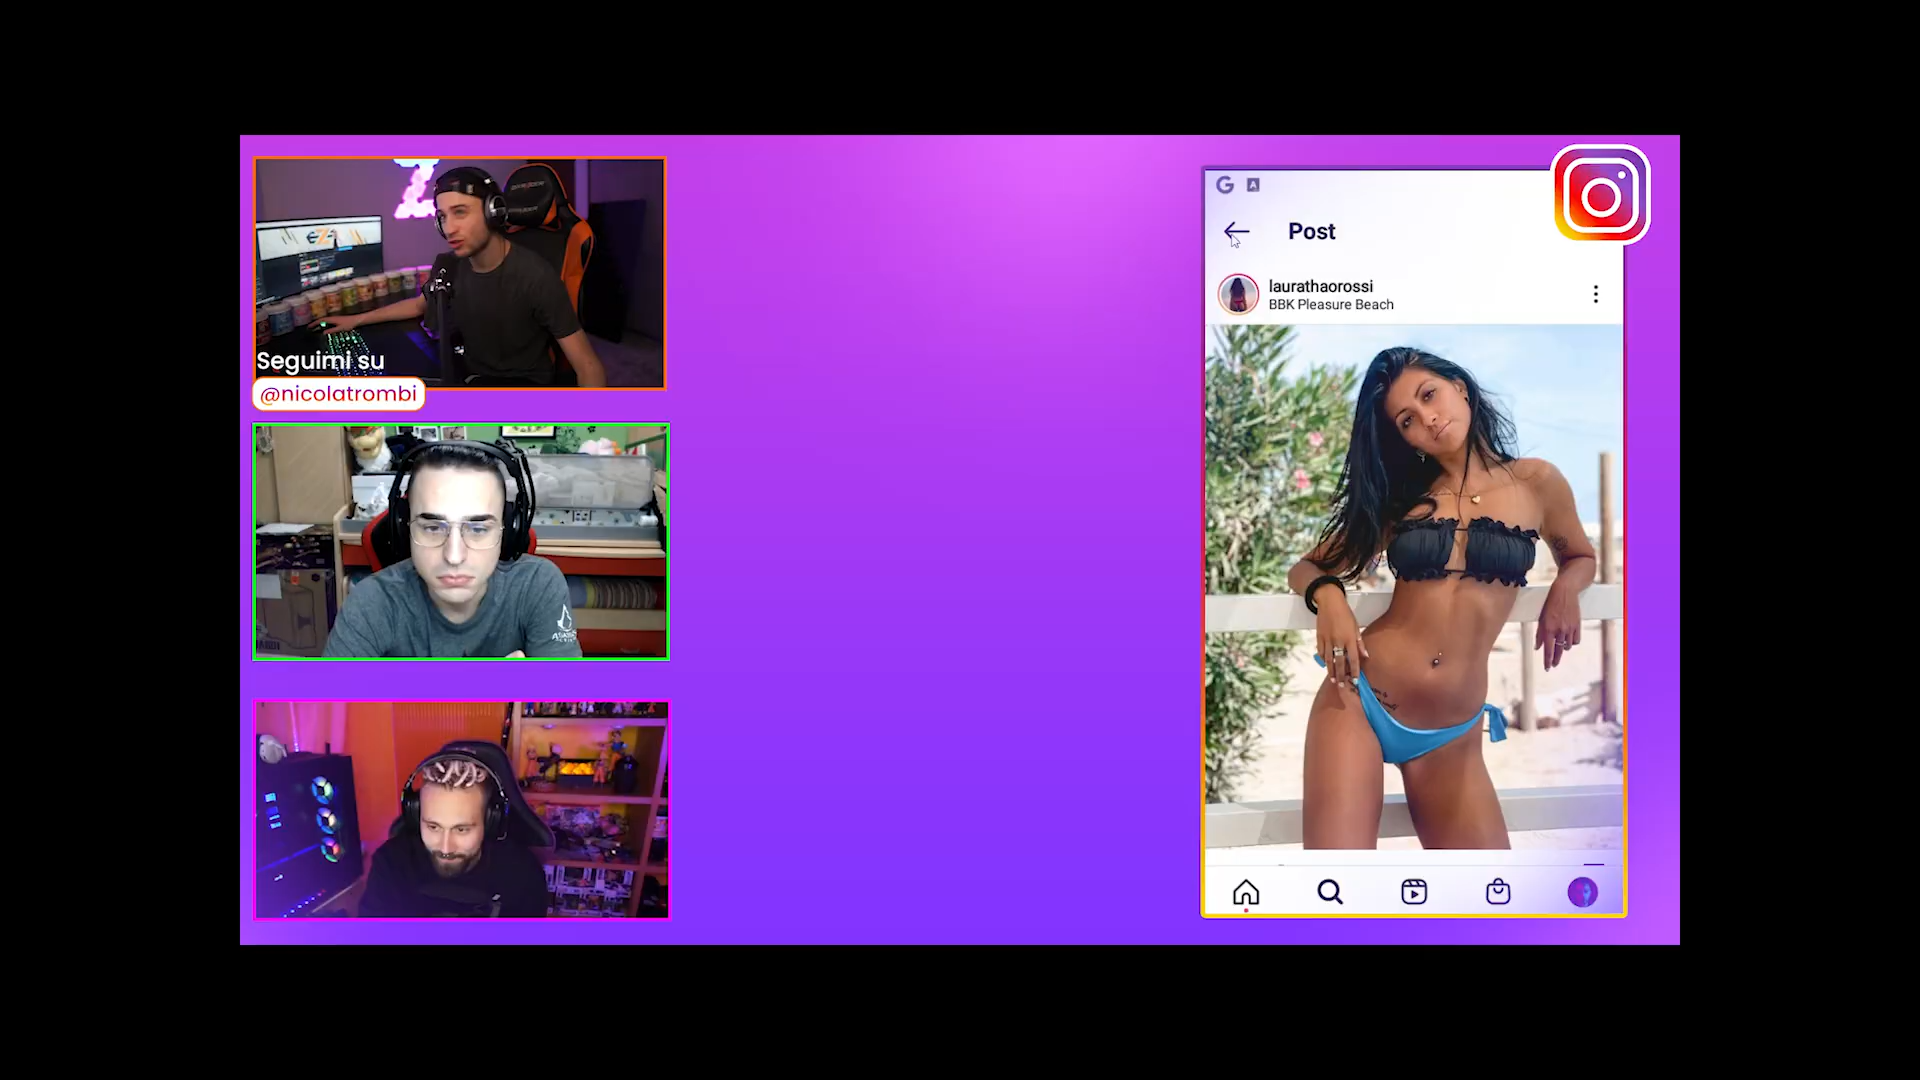 Seguimi su
@nicolatrombi
Post
laurathaorossi
BBK Pleasure Beach